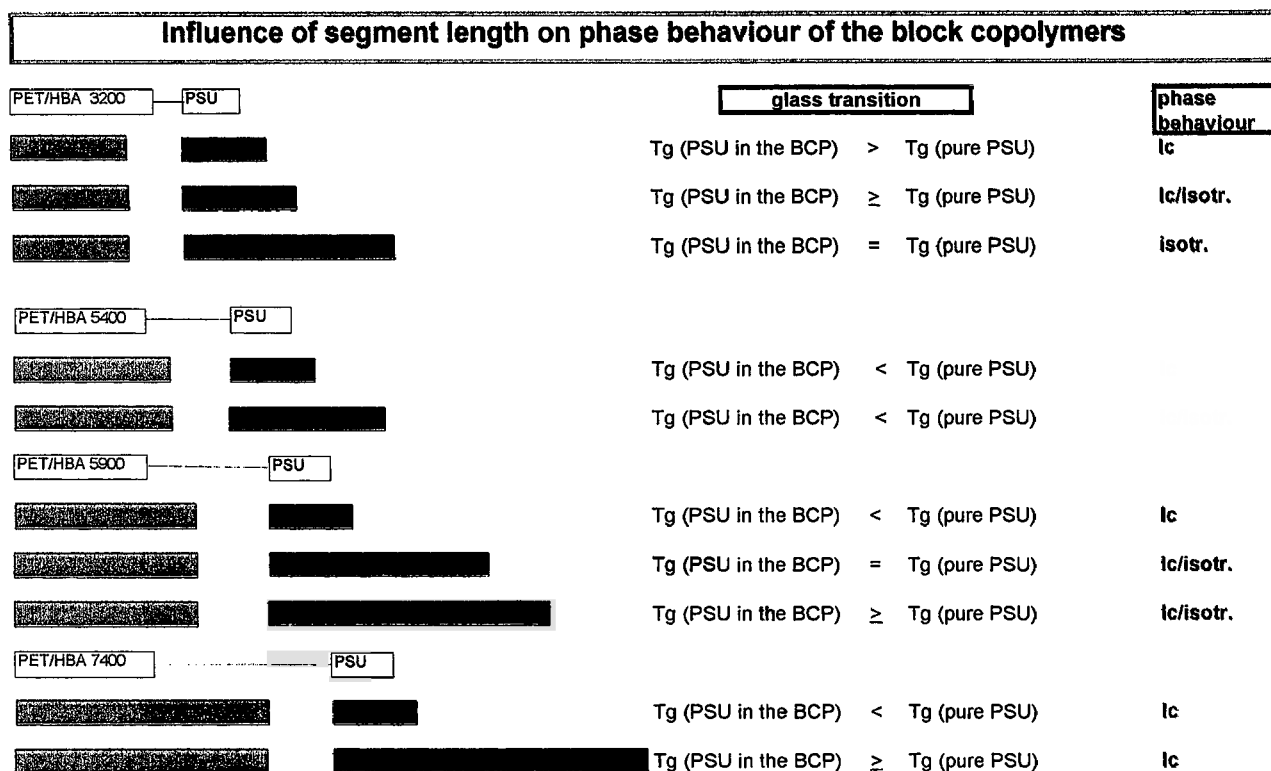 Influence of segment length on phase behaviour of the block copolymers
PET/HBA 3200 PSU glass transition phase
behaviour
Tg (PSU in the BCP) > Tg (pure PSU) lc
Tg (PSU in the BCP) ≥ Tg (pure PSU) lc/isotr.
Tg (PSU in the BCP) = Tg (pure PSU) isotr.
PET/HBA 5400 PSU
Tg (PSU in the BCP) < Tg (pure PSU)
Tg (PSU in the BCP) < Tg (pure PSU)
PET/HBA 5900 PSU
Tg (PSU in the BCP) < Tg (pure PSU) lc
Tg (PSU in the BCP) = Tg (pure PSU) lc/isotr.
Tg (PSU in the BCP) ≥ Tg (pure PSU) lc/isotr.
PET/HBA 7400 PSU
Tg (PSU in the BCP) < Tg (pure PSU) lc
Tg (PSU in the BCP) ≥ Tg (pure PSU) lc